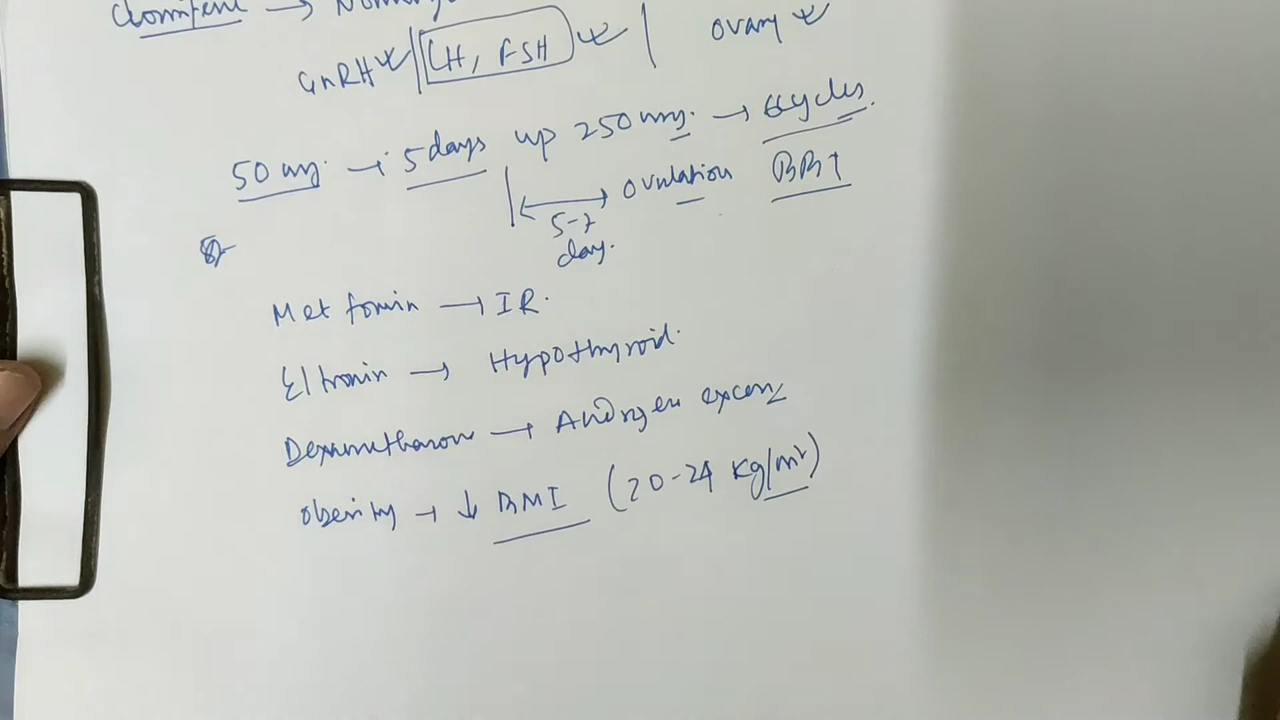 Clomifene →
GnRH LH, FSH | ovary
50 mg. → 5 days up 250 mg. → 6 cycles.
ovulation BBT
5-7
day.
Metformin → IR.
Eltroxin → Hypothyroid.
Dexamethasone → Androgen excess
obesity → ↓ BMI (20-24 kg/m²)